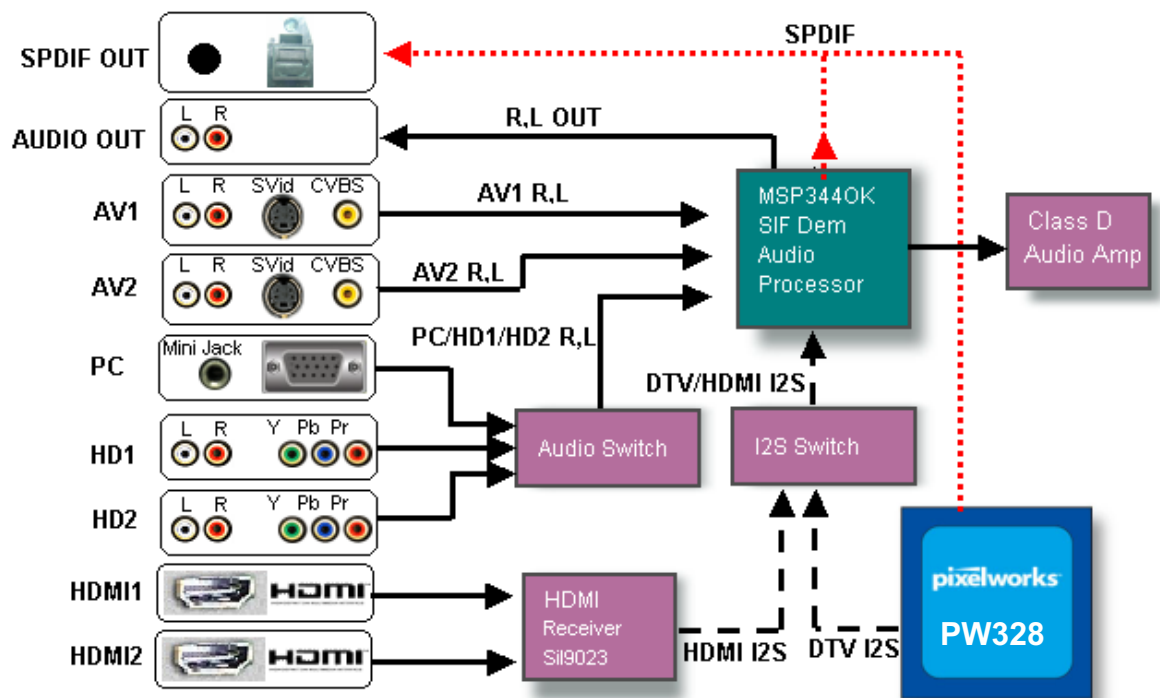 SPDIF
SPDIF OUT
L R
R,L OUT
AUDIO OUT
L R SVid CVBS
AV1 R,L
AV1
MSP344OK
SIF Dem
Audio
Processor
Class D
Audio Amp
L R SVid CVBS
AV2 R,L
AV2
PC/HD1/HD2 R,L
Mini Jack
PC
DTV/HDMI I2S
L R Y Pb Pr
HD1
Audio Switch
I2S Switch
L R Y Pb Pr
HD2
pixelworks
PW328
HDMI1
HDMI
HDMI
Receiver
Sil9023
HDMI2
HDMI
HDMI I2S
DTV I2S